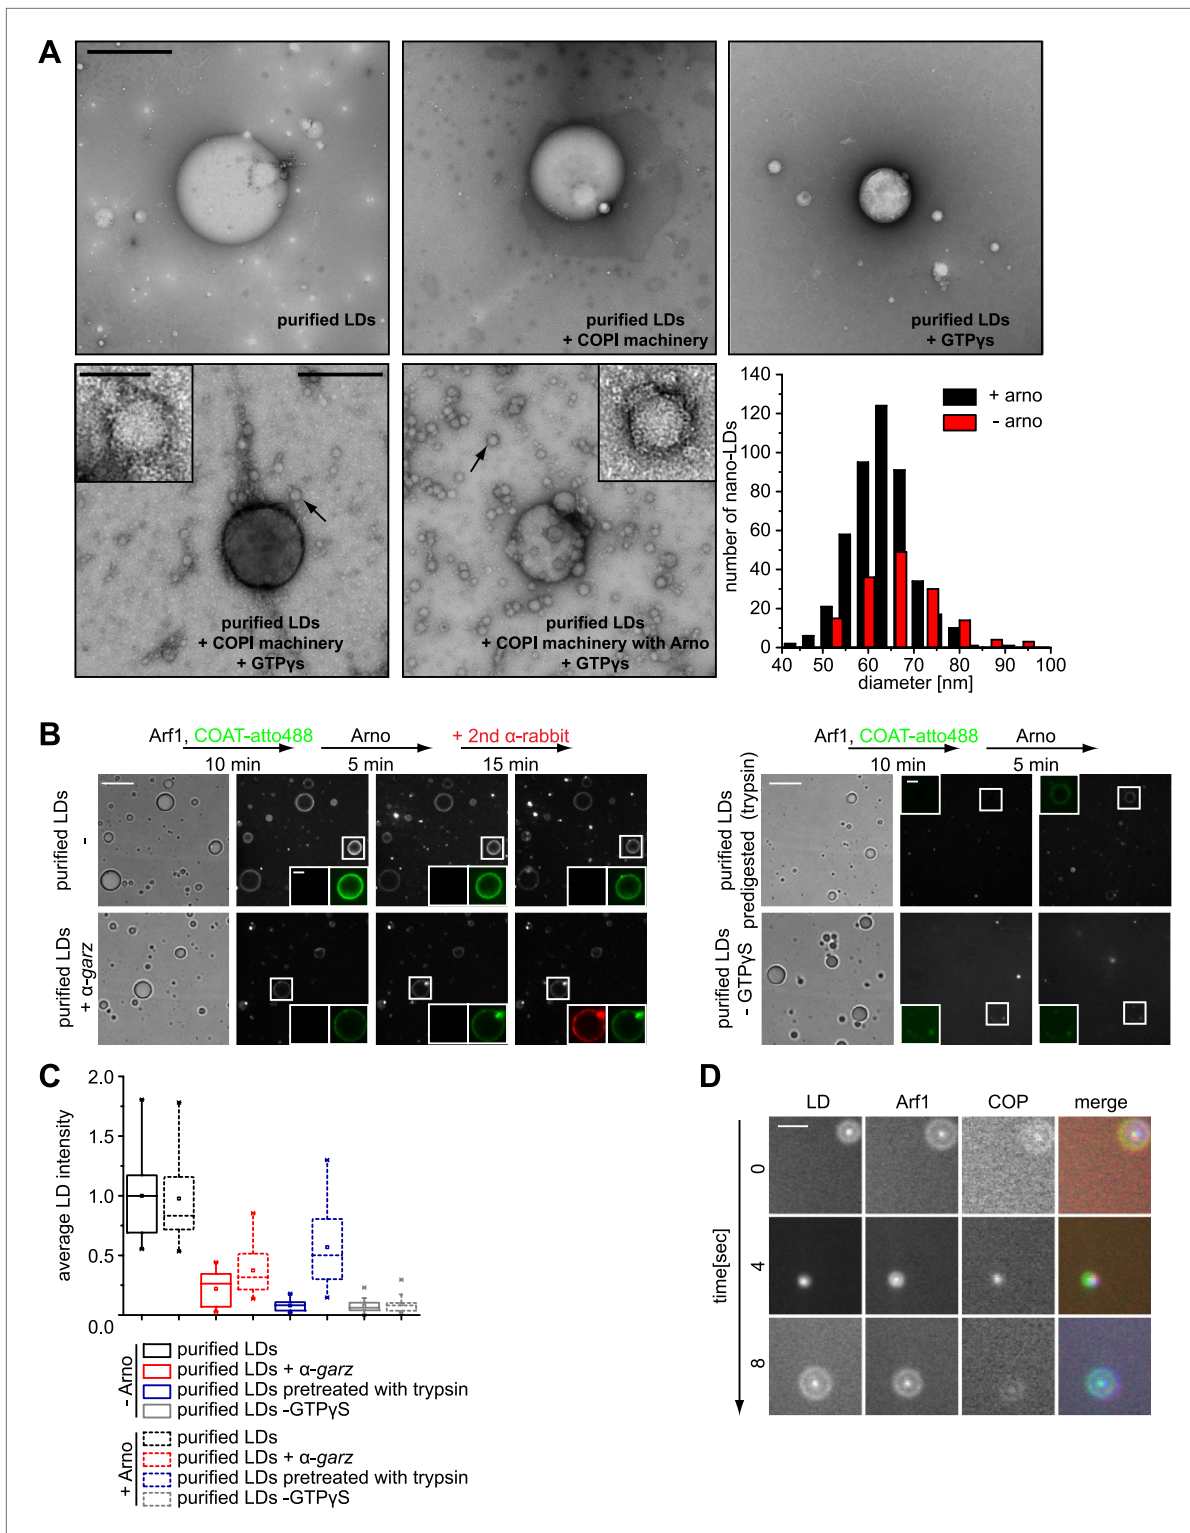 A
purified LDs
purified LDs
+ COPI machinery
purified LDs
+ GTPγs
purified LDs
+ COPI machinery
+ GTPγs
purified LDs
+ COPI machinery with Arno
+ GTPγs
+ arno
- arno
number of nano-LDs
140
120
100
80
60
40
20
0
40 50 60 70 80 90 100
diameter [nm]
B
Arf1, COAT-atto488
Arno
+ 2nd α-rabbit
10 min
5 min
15 min
purified LDs
-
purified LDs
+ α-garz
Arf1, COAT-atto488
Arno
10 min
5 min
purified LDs
predigested (trypsin)
purified LDs
- GTPγS
C
average LD intensity
2.0
1.5
1.0
0.5
0.0
- Arno
purified LDs
purified LDs + α-garz
purified LDs pretreated with trypsin
purified LDs -GTPγS
+ Arno
purified LDs
purified LDs + α-garz
purified LDs pretreated with trypsin
purified LDs -GTPγS
D
LD Arf1 COP merge
time[sec]
0
4
8